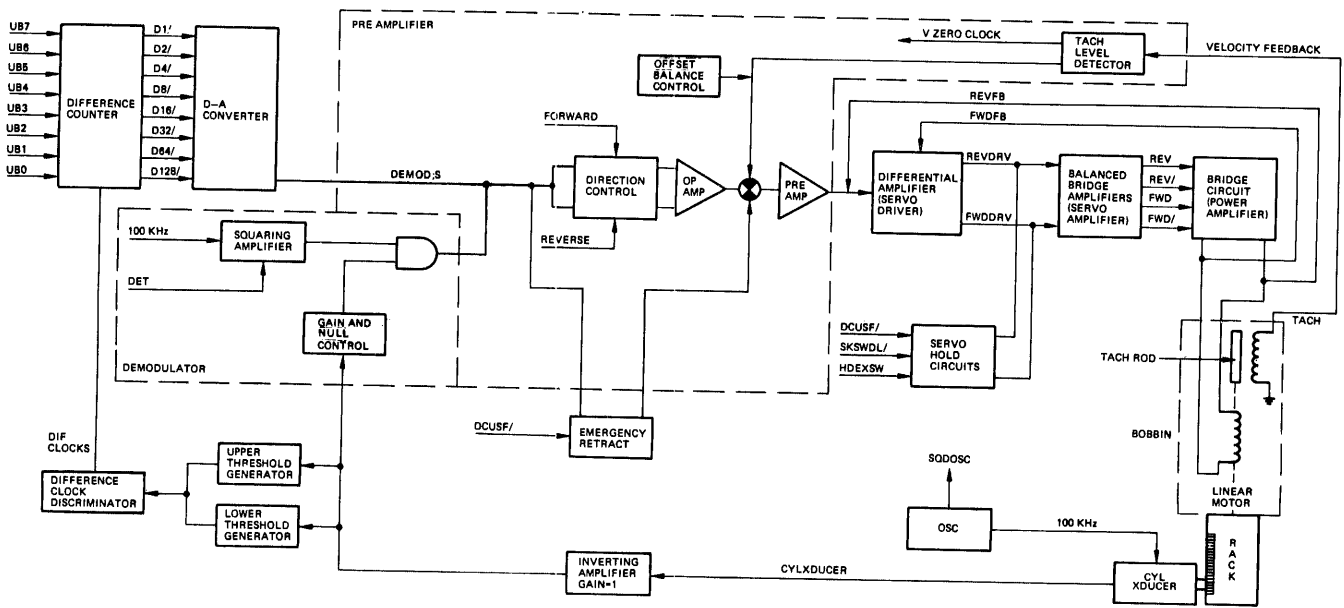 UB7
UB6
UB5
UB4
UB3
UB2
UB1
UB0
DIFFERENCE
COUNTER
D1/
D2/
D4/
D8/
D16/
D32/
D64/
D128/
D-A
CONVERTER
PRE AMPLIFIER
V ZERO CLOCK
TACH
LEVEL
DETECTOR
VELOCITY FEEDBACK
OFFSET
BALANCE
CONTROL
REVFB
FWDFB
FORWARD
DEMOD;S
DIRECTION
CONTROL
REVERSE
OP
AMP
PRE
AMP
DIFFERENTIAL
AMPLIFIER
(SERVO
DRIVER)
REVDRV
FWDDRV
BALANCED
BRIDGE
AMPLIFIERS
(SERVO
AMPLIFIER)
REV
REV/
FWD
FWD/
BRIDGE
CIRCUIT
(POWER
AMPLIFIER)
100 KHz
SQUARING
AMPLIFIER
DET
GAIN AND
NULL
CONTROL
DEMODULATOR
DCUSF/
SKSWDL/
HDEXSW
SERVO
HOLD
CIRCUITS
TACH
TACH ROD
BOBBIN
LINEAR
MOTOR
DCUSF/
EMERGENCY
RETRACT
DIF
CLOCKS
DIFFERENCE
CLOCK
DISCRIMINATOR
UPPER
THRESHOLD
GENERATOR
LOWER
THRESHOLD
GENERATOR
SQDOSC
OSC
100 KHz
INVERTING
AMPLIFIER
GAIN=1
CYLXDUCER
CYL
XDUCER
RACK